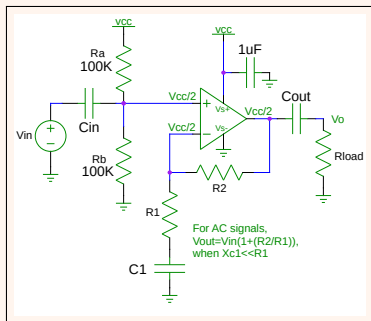 vcc
vcc
Ra
100K
1uF
Vcc/2
Vs+
Vcc/2
Cout
Vo
Vin
Cin
Vcc/2
Vs-
Rb
100K
R2
Rload
R1
For AC signals,
Vout=Vin(1+(R2/R1)),
when Xc1<<R1
C1